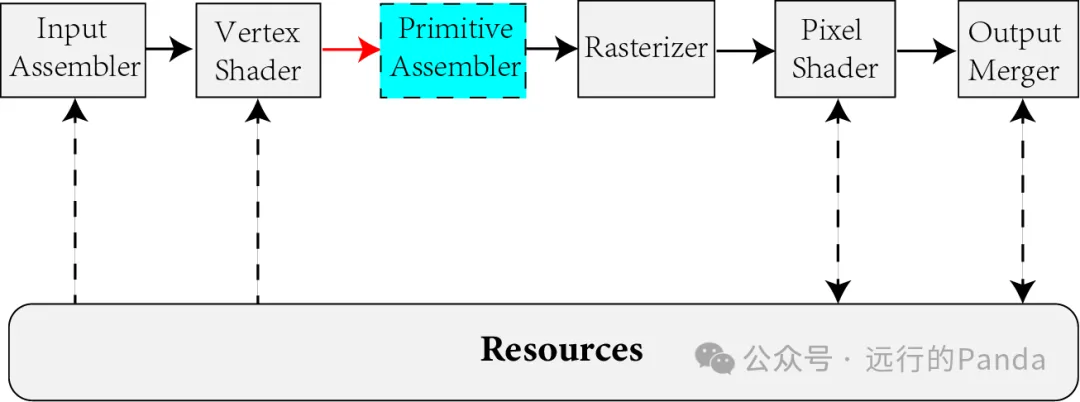 Input
Assembler
Vertex
Shader
Primitive
Assembler
Rasterizer
Pixel
Shader
Output
Merger
Resources
公众号 · 远行的Panda